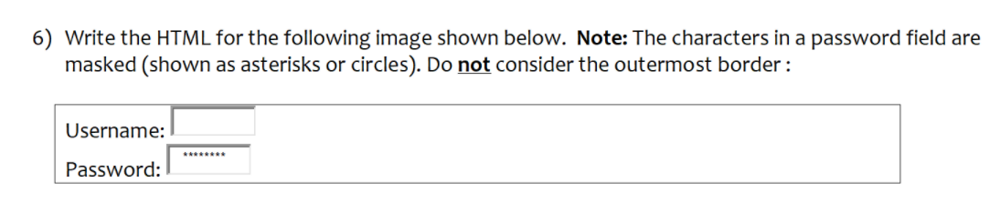 6) Write the HTML for the following image shown below. Note: The characters in a password field are
masked (shown as asterisks or circles). Do not consider the outermost border :
Username:
Password: ********